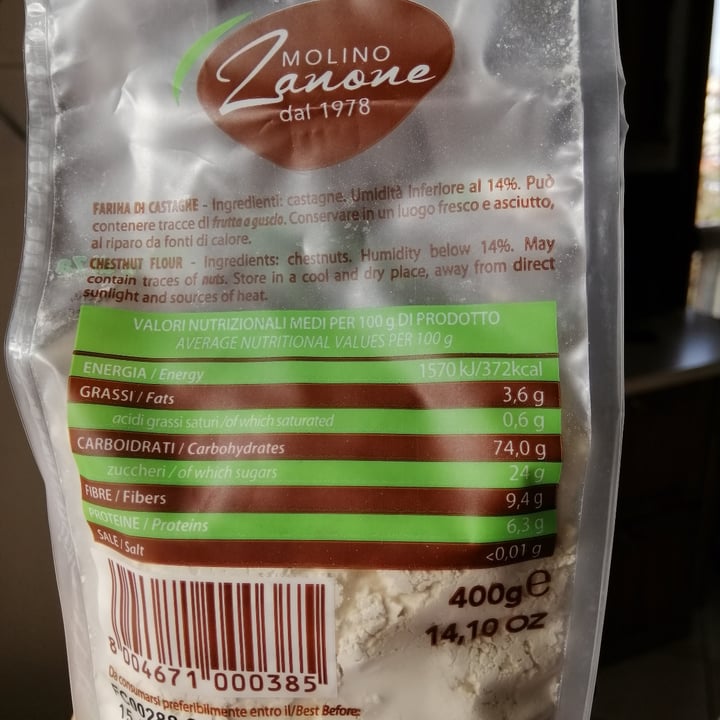 MOLINO
Zanone
dal 1978
FARINA DI CASTAGNE - Ingredienti: castagne. Umidità inferiore al 14%. Può
contenere tracce di frutta a guscio. Conservare in un luogo fresco e asciutto,
al riparo da fonti di calore.
CHESTNUT FLOUR - Ingredients: chestnuts. Humidity below 14%. May
contain traces of nuts. Store in a cool and dry place, away from direct
sunlight and sources of heat.
VALORI NUTRIZIONALI MEDI PER 100 g DI PRODOTTO
AVERAGE NUTRITIONAL VALUES PER 100 g
ENERGIA / Energy 1570 kJ/372kcal
GRASSI / Fats 3,6 g
acidi grassi saturi /of which saturated 0,6 g
CARBOIDRATI / Carbohydrates 74,0 g
zuccheri / of which sugars 24 g
FIBRE / Fibers 9,4 g
PROTEINE / Proteins 6,3 g
SALE / Salt <0,01 g
400g e
14,10 OZ
8 004671 000385
Da consumarsi preferibilmente entro il/Best Before:
15